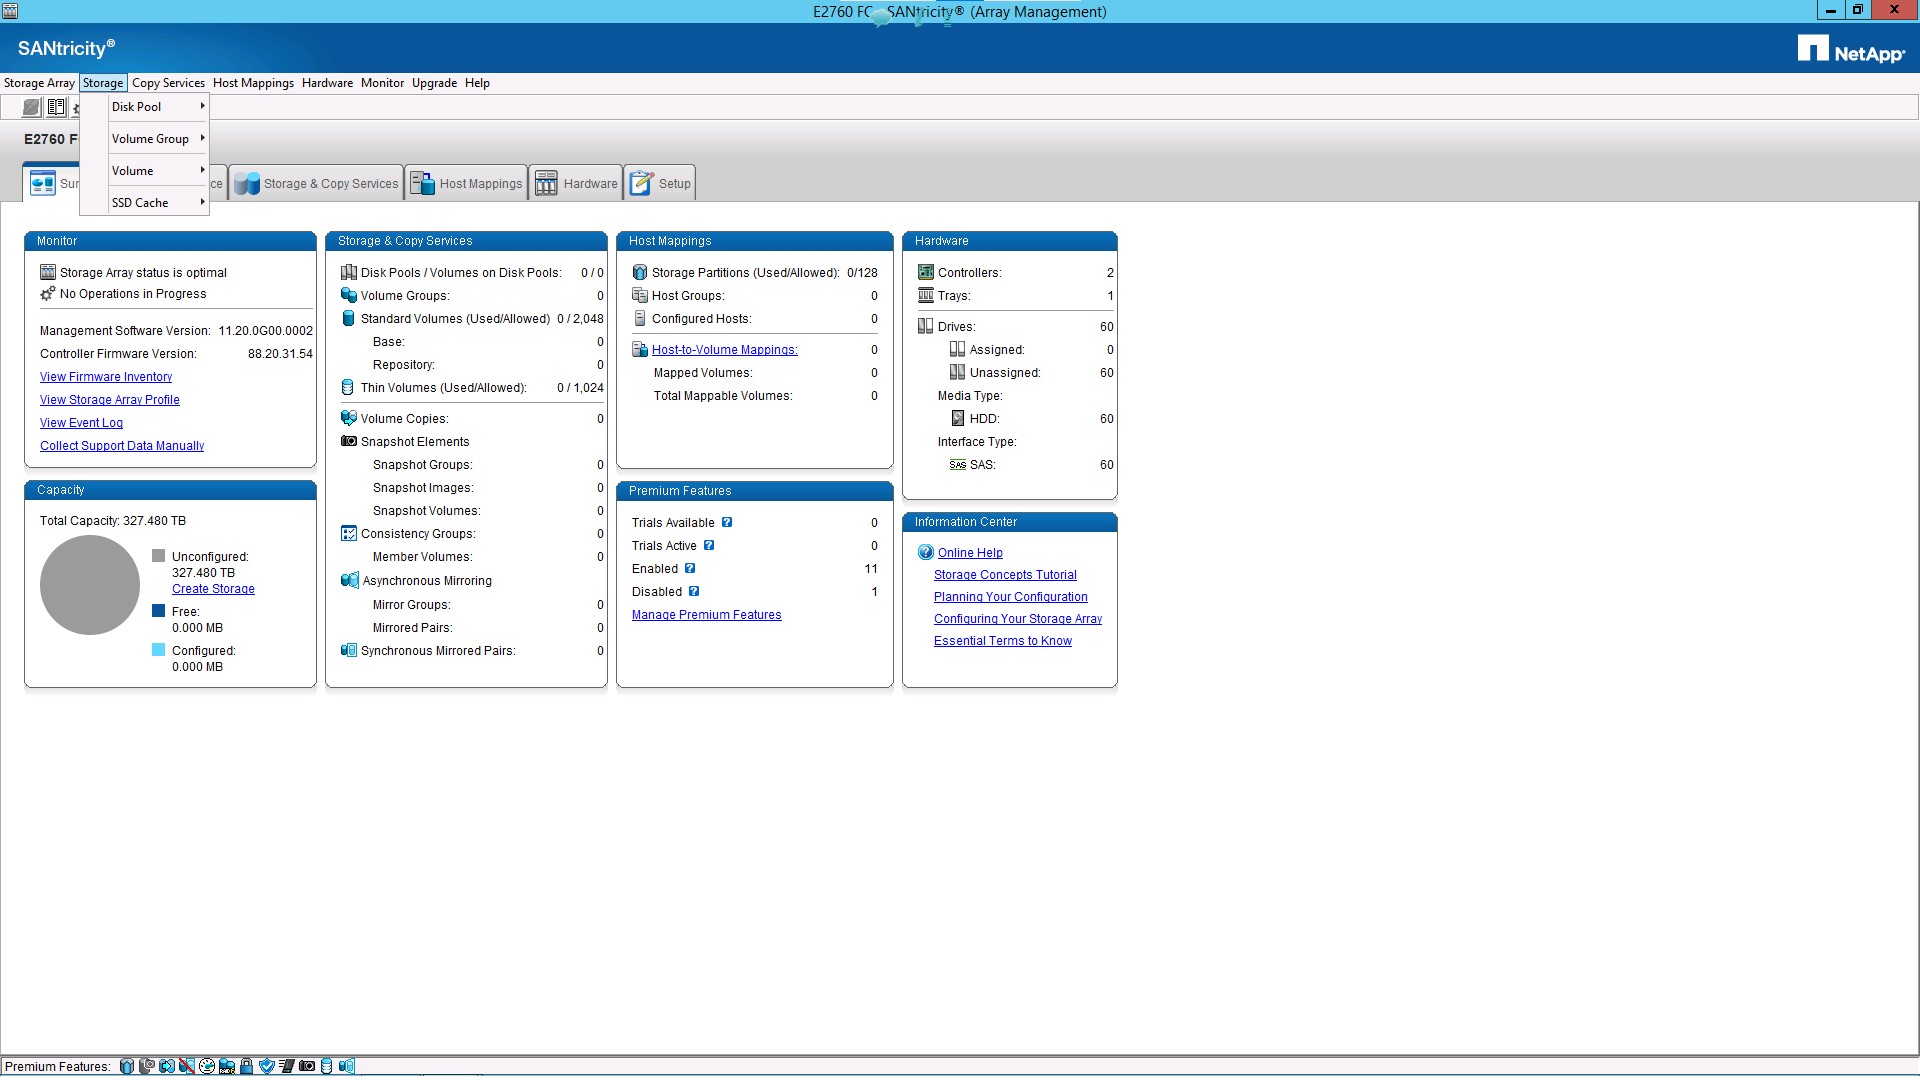 E2760 FC - SANtricity® (Array Management)
SANtricity®
NetApp®
Storage Array Storage Copy Services Host Mappings Hardware Monitor Upgrade Help
Disk Pool
Volume Group
Volume
SSD Cache
E2760 F
Sur
ce
Storage & Copy Services
Host Mappings
Hardware
Setup
Monitor
Storage Array status is optimal
No Operations in Progress
Management Software Version: 11.20.0G00.0002
Controller Firmware Version: 88.20.31.54
View Firmware Inventory
View Storage Array Profile
View Event Log
Collect Support Data Manually
Capacity
Total Capacity: 327.480 TB
Unconfigured:
327.480 TB
Create Storage
Free:
0.000 MB
Configured:
0.000 MB
Storage & Copy Services
Disk Pools / Volumes on Disk Pools: 0 / 0
Volume Groups: 0
Standard Volumes (Used/Allowed) 0 / 2,048
Base: 0
Repository: 0
Thin Volumes (Used/Allowed): 0 / 1,024
Volume Copies: 0
Snapshot Elements
Snapshot Groups: 0
Snapshot Images: 0
Snapshot Volumes: 0
Consistency Groups: 0
Member Volumes: 0
Asynchronous Mirroring
Mirror Groups: 0
Mirrored Pairs: 0
Synchronous Mirrored Pairs: 0
Host Mappings
Storage Partitions (Used/Allowed): 0/128
Host Groups: 0
Configured Hosts: 0
Host-to-Volume Mappings: 0
Mapped Volumes: 0
Total Mappable Volumes: 0
Premium Features
Trials Available ? 0
Trials Active ? 0
Enabled ? 11
Disabled ? 1
Manage Premium Features
Hardware
Controllers: 2
Trays: 1
Drives: 60
Assigned: 0
Unassigned: 60
Media Type:
HDD: 60
Interface Type:
SAS SAS: 60
Information Center
? Online Help
Storage Concepts Tutorial
Planning Your Configuration
Configuring Your Storage Array
Essential Terms to Know
Premium Features: